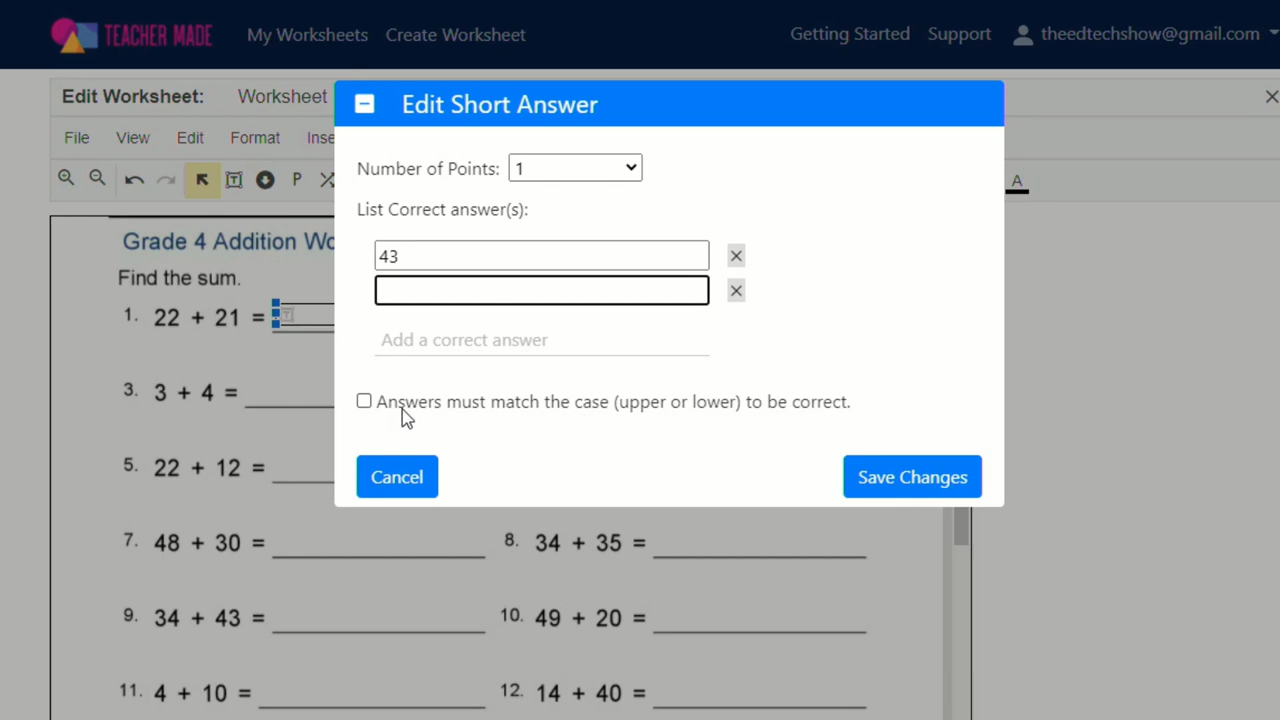 TEACHER MADE My Worksheets Create Worksheet Getting Started Support theedtechshow@gmail.com
Edit Worksheet: Worksheet
File View Edit Format Inse
T P A
Edit Short Answer
Number of Points: 1
List Correct answer(s):
43
Add a correct answer
Answers must match the case (upper or lower) to be correct.
Cancel Save Changes
Grade 4 Addition Wo
Find the sum.
1. 22 + 21 = T
3. 3 + 4 =
5. 22 + 12 =
7. 48 + 30 = 8. 34 + 35 =
9. 34 + 43 = 10. 49 + 20 =
11. 4 + 10 = 12. 14 + 40 =